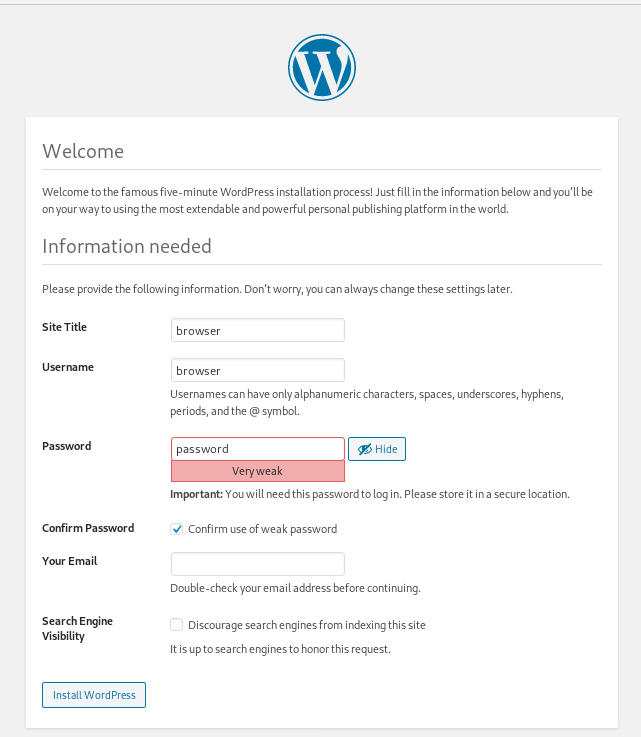 Welcome
Welcome to the famous five-minute WordPress installation process! Just fill in the information below and you'll be
on your way to using the most extendable and powerful personal publishing platform in the world.
Information needed
Please provide the following information. Don't worry, you can always change these settings later.
Site Title
browser
Username
browser
Usernames can have only alphanumeric characters, spaces, underscores, hyphens,
periods, and the @ symbol.
Password
password
Hide
Very weak
Important: You will need this password to log in. Please store it in a secure location.
Confirm Password
Confirm use of weak password
Your Email
Double-check your email address before continuing.
Search Engine
Visibility
Discourage search engines from indexing this site
It is up to search engines to honor this request.
Install WordPress